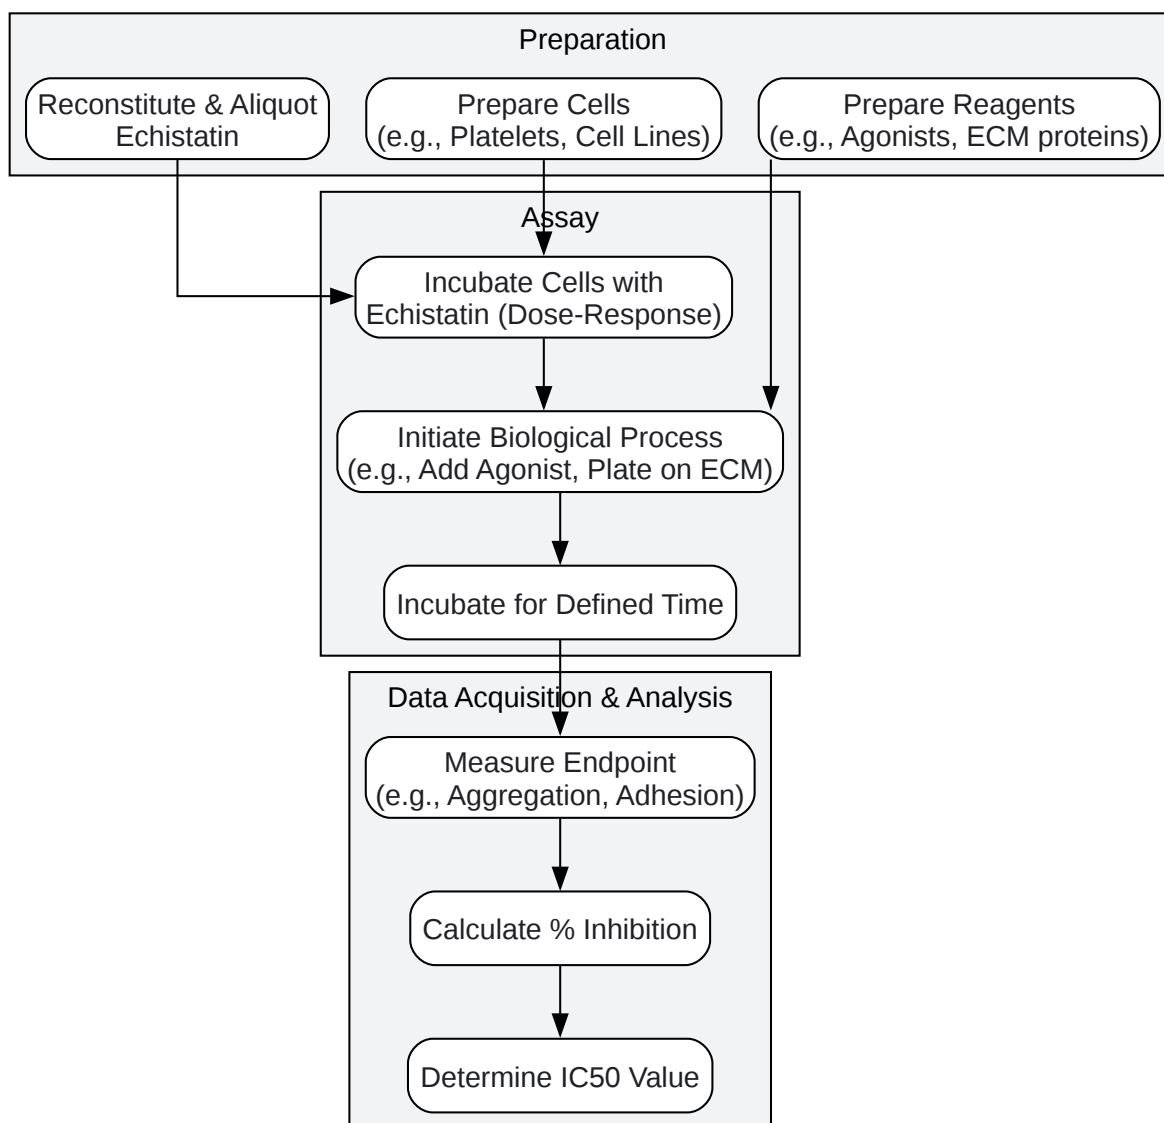 Preparation
Reconstitute & Aliquot
Echistatin
Prepare Cells
(e.g., Platelets, Cell Lines)
Prepare Reagents
(e.g., Agonists, ECM proteins)
Assay
Incubate Cells with
Echistatin (Dose-Response)
Initiate Biological Process
(e.g., Add Agonist, Plate on ECM)
Incubate for Defined Time
Data Acquisition & Analysis
Measure Endpoint
(e.g., Aggregation, Adhesion)
Calculate % Inhibition
Determine IC50 Value